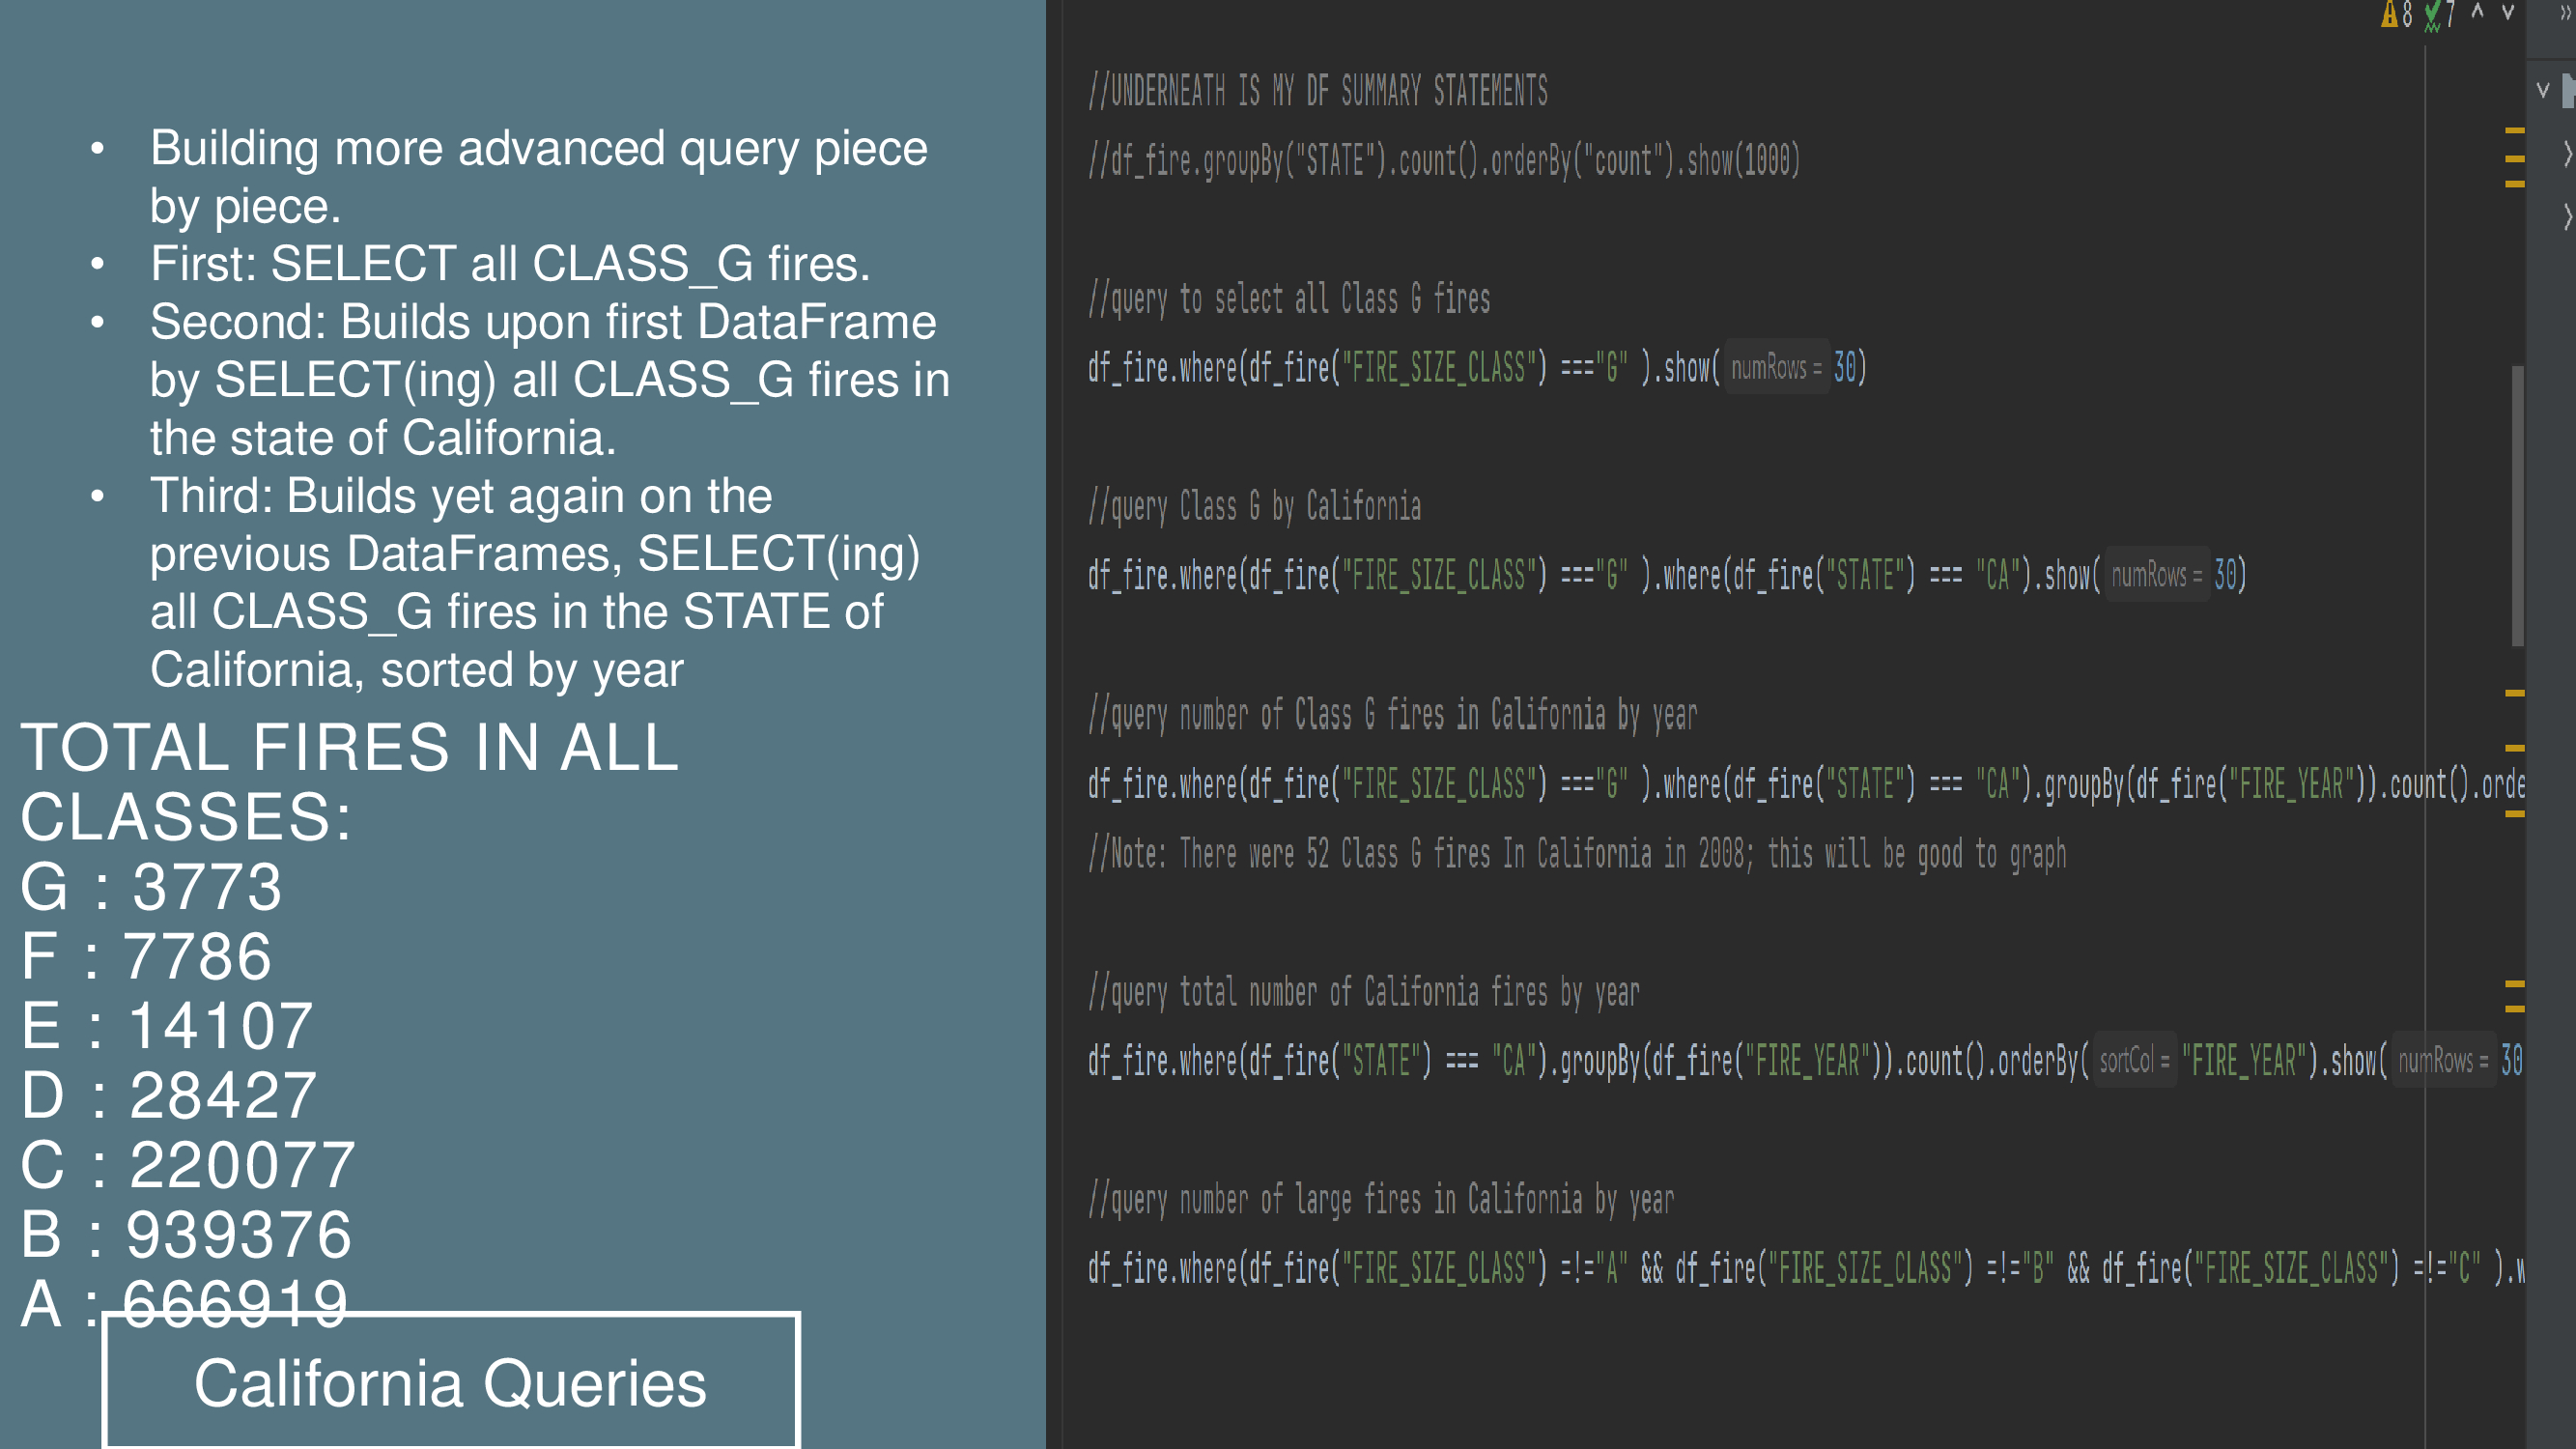 • Building more advanced query piece
by piece.
• First: SELECT all CLASS_G fires.
• Second: Builds upon first DataFrame
by SELECT(ing) all CLASS_G fires in
the state of California.
• Third: Builds yet again on the
previous DataFrames, SELECT(ing)
all CLASS_G fires in the STATE of
California, sorted by year
TOTAL FIRES IN ALL
CLASSES:
G : 3773
F : 7786
E : 14107
D : 28427
C : 220077
B : 939376
A : 666919
California Queries
8 7
//UNDERNEATH IS MY DF SUMMARY STATEMENTS
//df_fire.groupBy("STATE").count().orderBy("count").show(1000)
//query to select all Class G fires
df_fire.where(df_fire("FIRE_SIZE_CLASS") ==="G" ).show( numRows = 30)
//query Class G by California
df_fire.where(df_fire("FIRE_SIZE_CLASS") ==="G" ).where(df_fire("STATE") === "CA").show( numRows = 30)
//query number of Class G fires in California by year
df_fire.where(df_fire("FIRE_SIZE_CLASS") ==="G" ).where(df_fire("STATE") === "CA").groupBy(df_fire("FIRE_YEAR")).count().orde
//Note: There were 52 Class G fires In California in 2008; this will be good to graph
//query total number of California fires by year
df_fire.where(df_fire("STATE") === "CA").groupBy(df_fire("FIRE_YEAR")).count().orderBy( sortCol = "FIRE_YEAR").show( numRows = 30
//query number of large fires in California by year
df_fire.where(df_fire("FIRE_SIZE_CLASS") =!="A" && df_fire("FIRE_SIZE_CLASS") =!="B" && df_fire("FIRE_SIZE_CLASS") =!="C" ).w